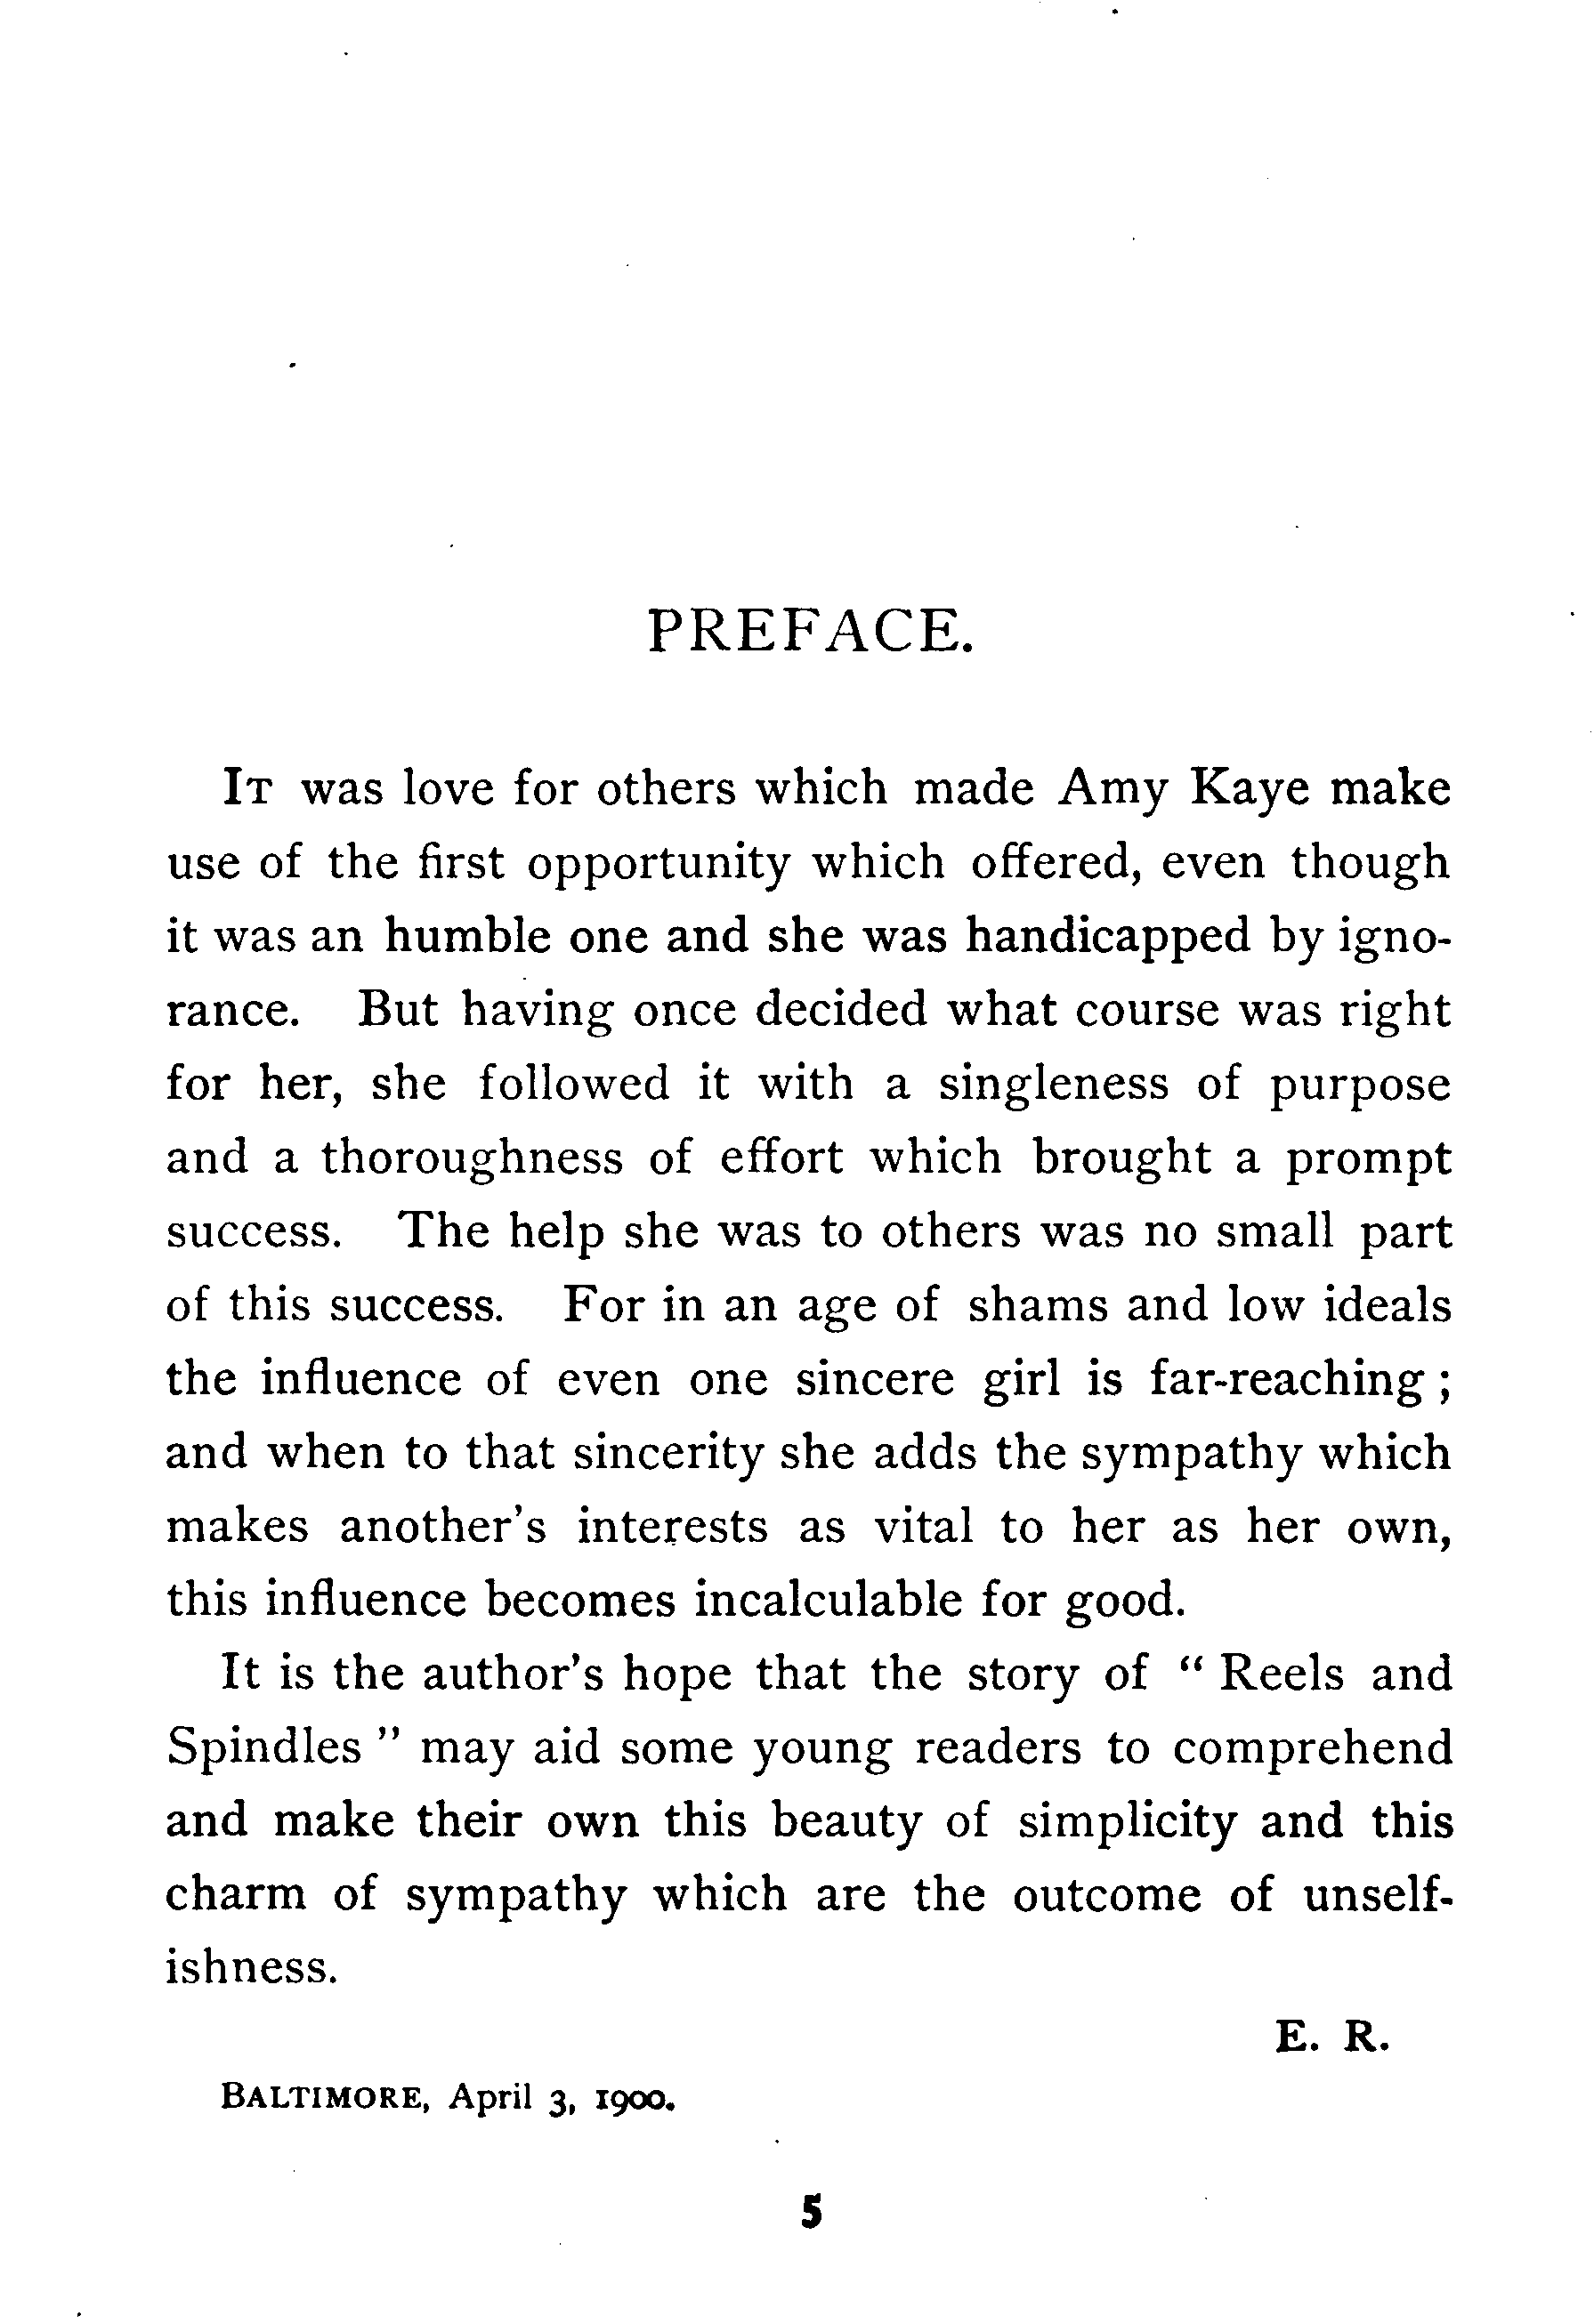 PREFACE.
IT was love for others which made Amy Kaye make
use of the first opportunity which offered, even though
it was an humble one and she was handicapped by igno-
rance. But having once decided what course was right
for her, she followed it with a singleness of purpose
and a thoroughness of effort which brought a prompt
success. The help she was to others was no small part
of this success. For in an age of shams and low ideals
the influence of even one sincere girl is far-reaching ;
and when to that sincerity she adds the sympathy which
makes another's interests as vital to her as her own,
this influence becomes incalculable for good.
It is the author's hope that the story of " Reels and
Spindles " may aid some young readers to comprehend
and make their own this beauty of simplicity and this
charm of sympathy which are the outcome of unself-
ishness.
E. R.
BALTIMORE, April 3, 1900.
5